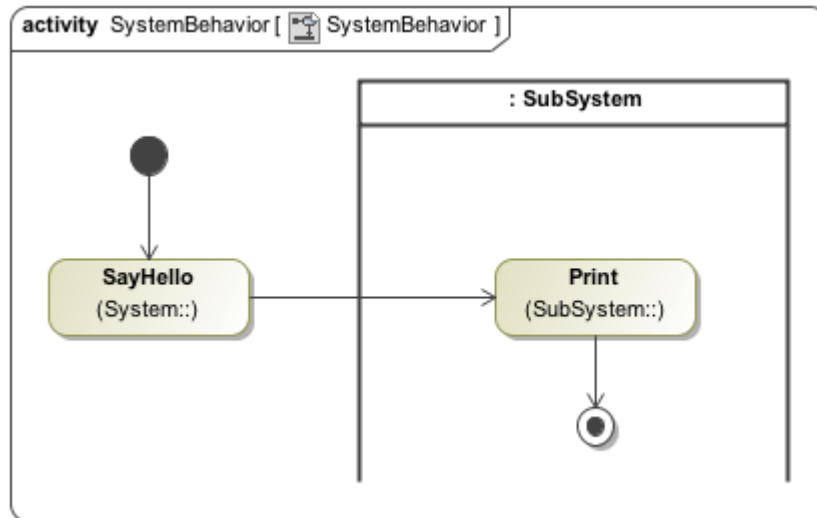 activity SystemBehavior [ SystemBehavior ]
: SubSystem
SayHello
(System::)
Print
(SubSystem::)